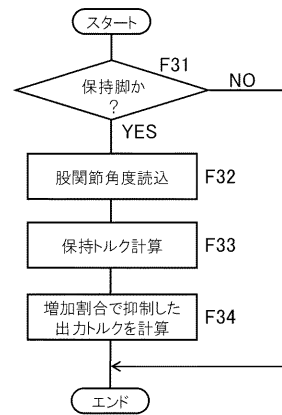 スタート
F31
保持脚か
?
NO
YES
股関節角度読込
F32
保持トルク計算
F33
増加割合で抑制した
出力トルクを計算
F34
エンド